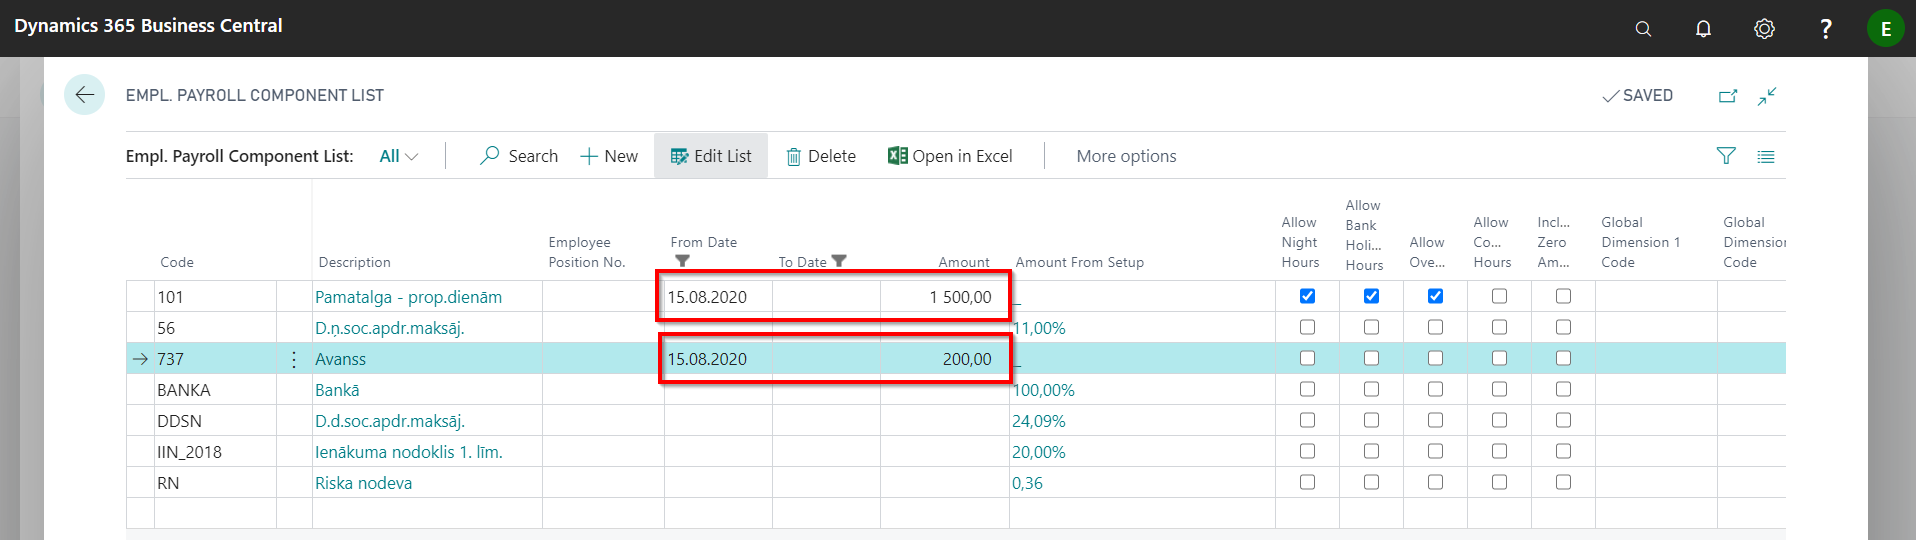 Dynamics 365 Business Central
?
E
EMPL. PAYROLL COMPONENT LIST
SAVED
Empl. Payroll Component List: All Search New Edit List Delete Open in Excel More options
Code Description Employee Position No. From Date To Date Amount Amount From Setup Allow Night Hours Allow Bank Holi... Hours Allow Ove... Allow Co... Hours Incl... Zero Am... Global Dimension 1 Code Global Dimension Code
101 Pamatalga - prop.dienām 15.08.2020 1 500,00 _
56 D.ņ.soc.apdr.maksāj. 11,00%
737 Avanss 15.08.2020 200,00 _
BANKA Bankā 100,00%
DDSN D.d.soc.apdr.maksāj. 24,09%
IIN_2018 Ienākuma nodoklis 1. līm. 20,00%
RN Riska nodeva 0,36